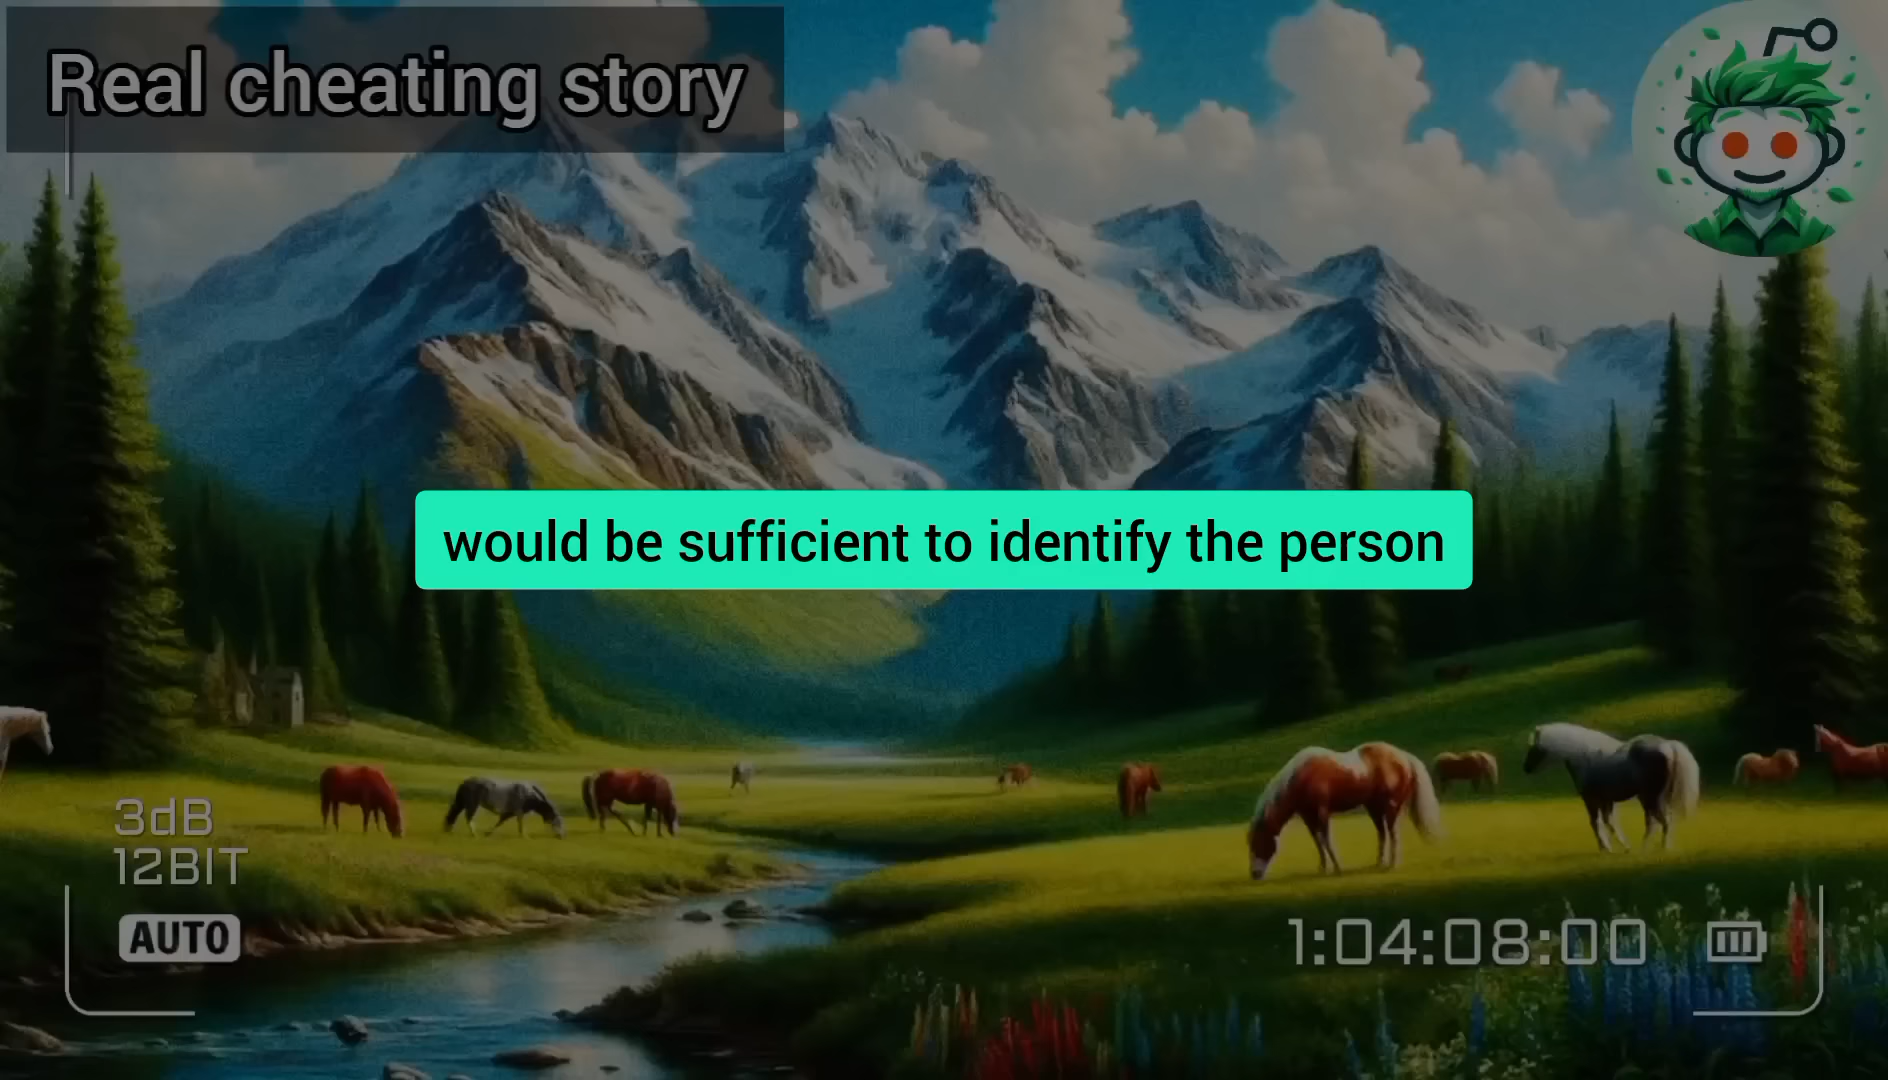 Real cheating story
would be sufficient to identify the person
3dB
12BIT
AUTO
1:04:08:00